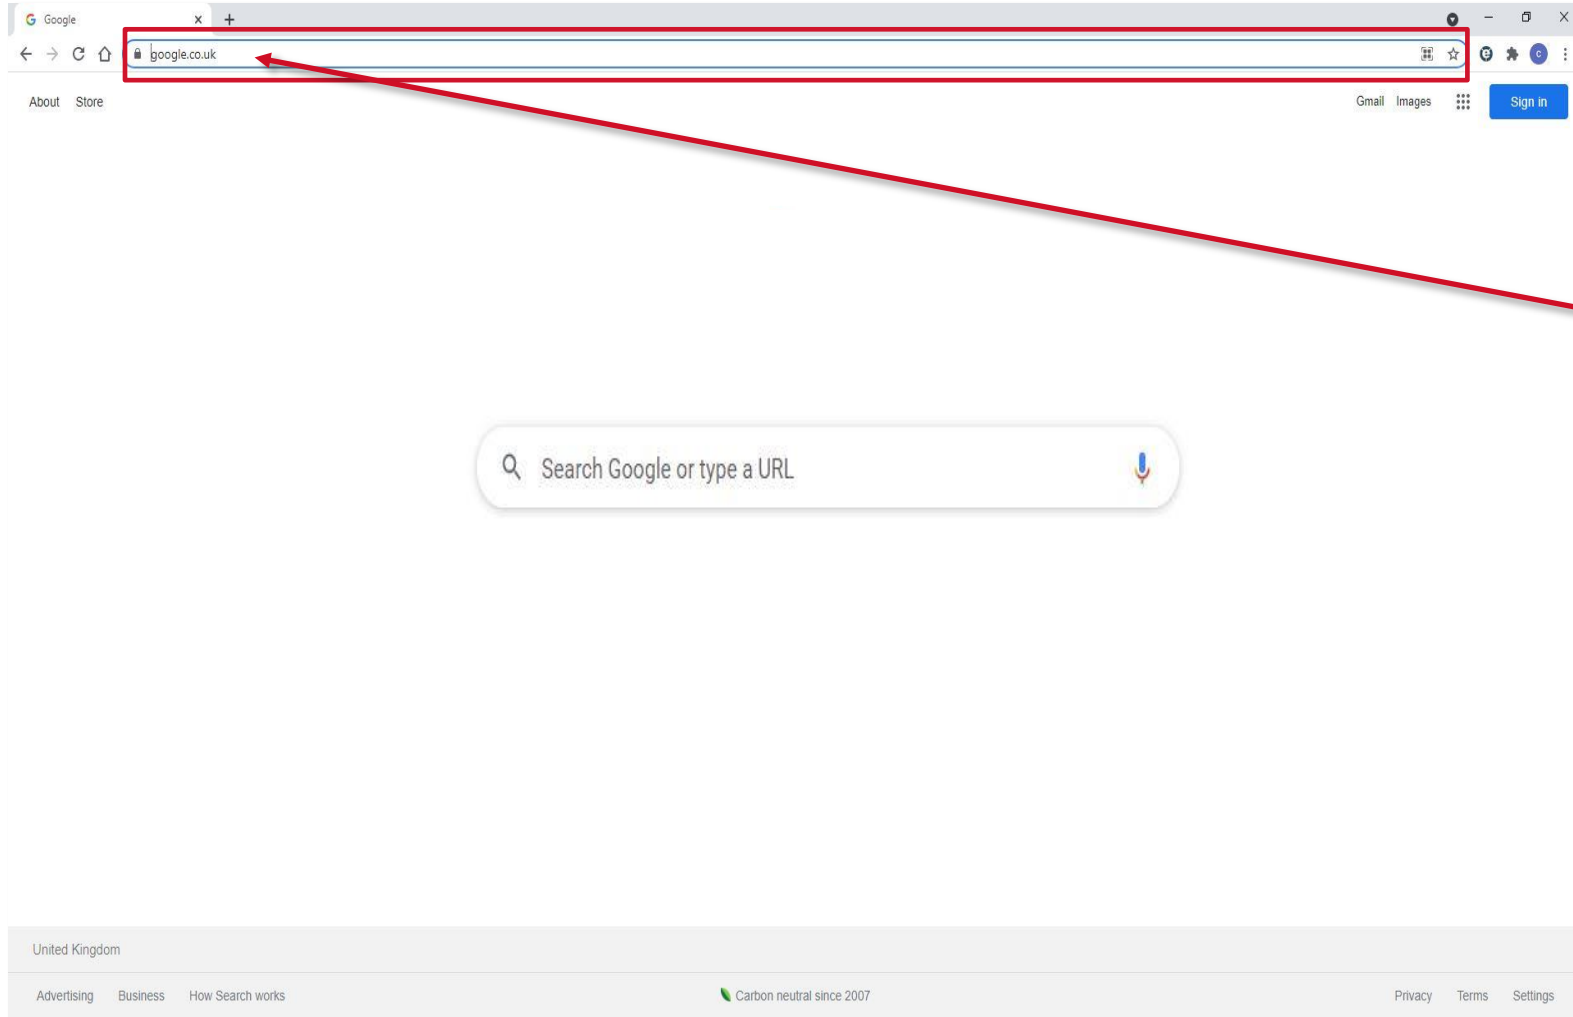 Google
google.co.uk
About Store
Gmail Images
Sign in
Search Google or type a URL
United Kingdom
Advertising Business How Search works
Carbon neutral since 2007
Privacy Terms Settings